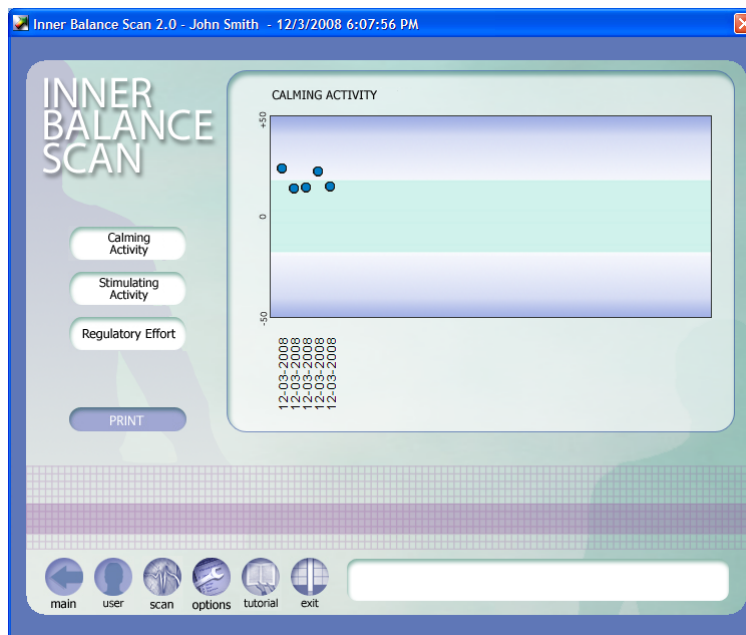 Inner Balance Scan 2.0 - John Smith - 12/3/2008 6:07:56 PM
INNER
BALANCE
SCAN
CALMING ACTIVITY
+50
0
-50
12-03-2008
12-03-2008
12-03-2008
12-03-2008
12-03-2008
Calming
Activity
Stimulating
Activity
Regulatory Effort
PRINT
main
user
scan
options
tutorial
exit